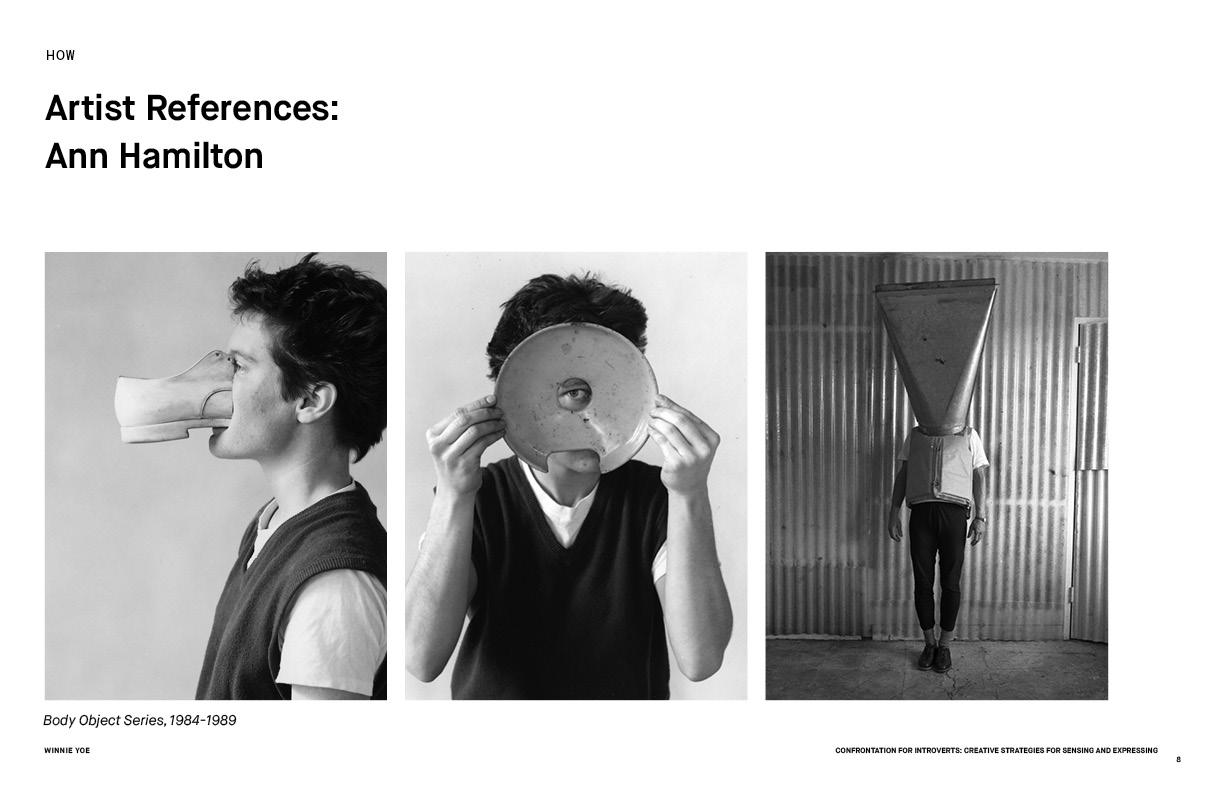 HOW
Artist References:
Ann Hamilton
Body Object Series, 1984-1989
WINNIE YOE
CONFRONTATION FOR INTROVERTS: CREATIVE STRATEGIES FOR SENSING AND EXPRESSING
8